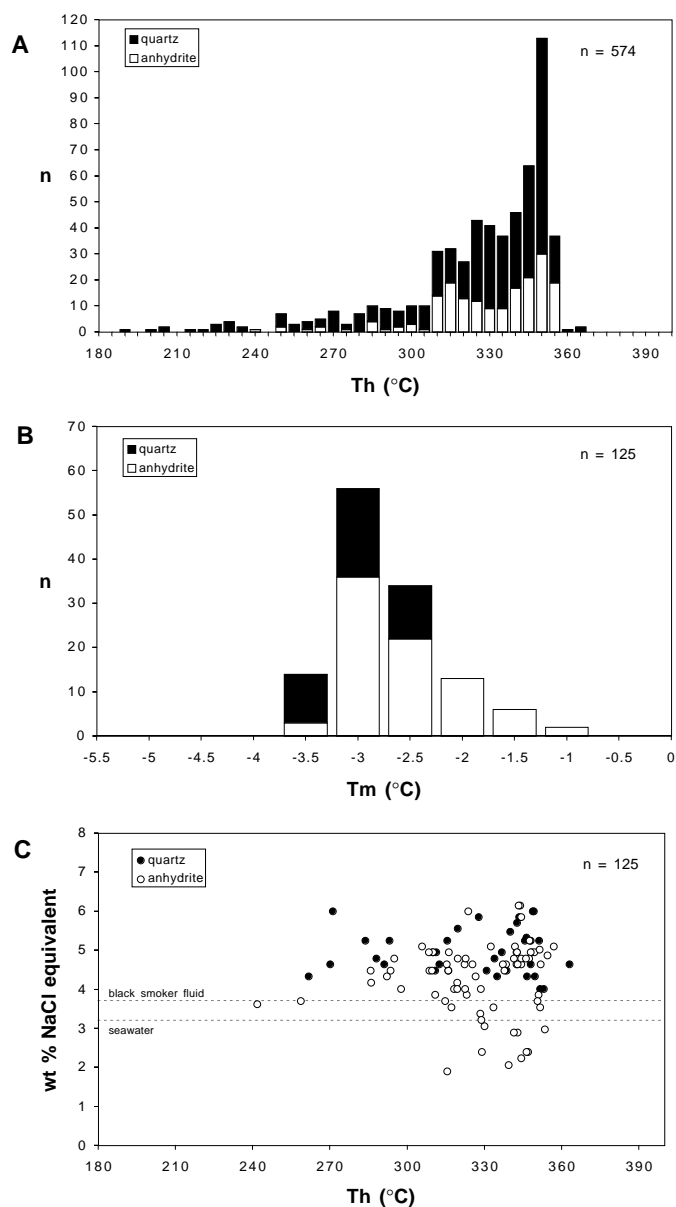 A
quartz
anhydrite
n = 574
n
120
110
100
90
80
70
60
50
40
30
20
10
0
180 210 240 270 300 330 360 390
Th (°C)
B
quartz
anhydrite
n = 125
n
70
60
50
40
30
20
10
0
-5.5 -5 -4.5 -4 -3.5 -3 -2.5 -2 -1.5 -1 -0.5 0
Tm (°C)
C
quartz
anhydrite
n = 125
wt % NaCl equivalent
8
7
6
5
4
black smoker fluid
3
seawater
2
1
0
180 210 240 270 300 330 360 390
Th (°C)